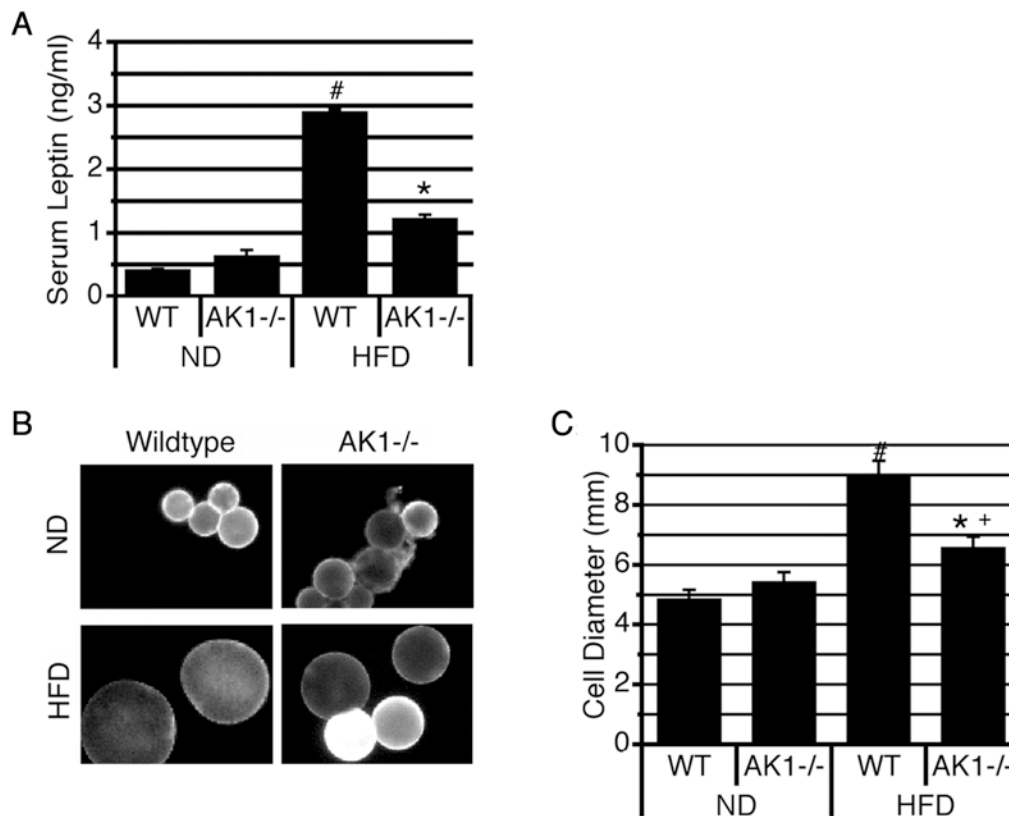 A
Serum Leptin (ng/ml)
4
3
2
1
0
#
*
WT AK1-/- WT AK1-/-
ND HFD
B
Wildtype AK1-/-
ND
HFD
C
Cell Diameter (mm)
10
8
6
4
2
0
#
* +
WT AK1-/- WT AK1-/-
ND HFD